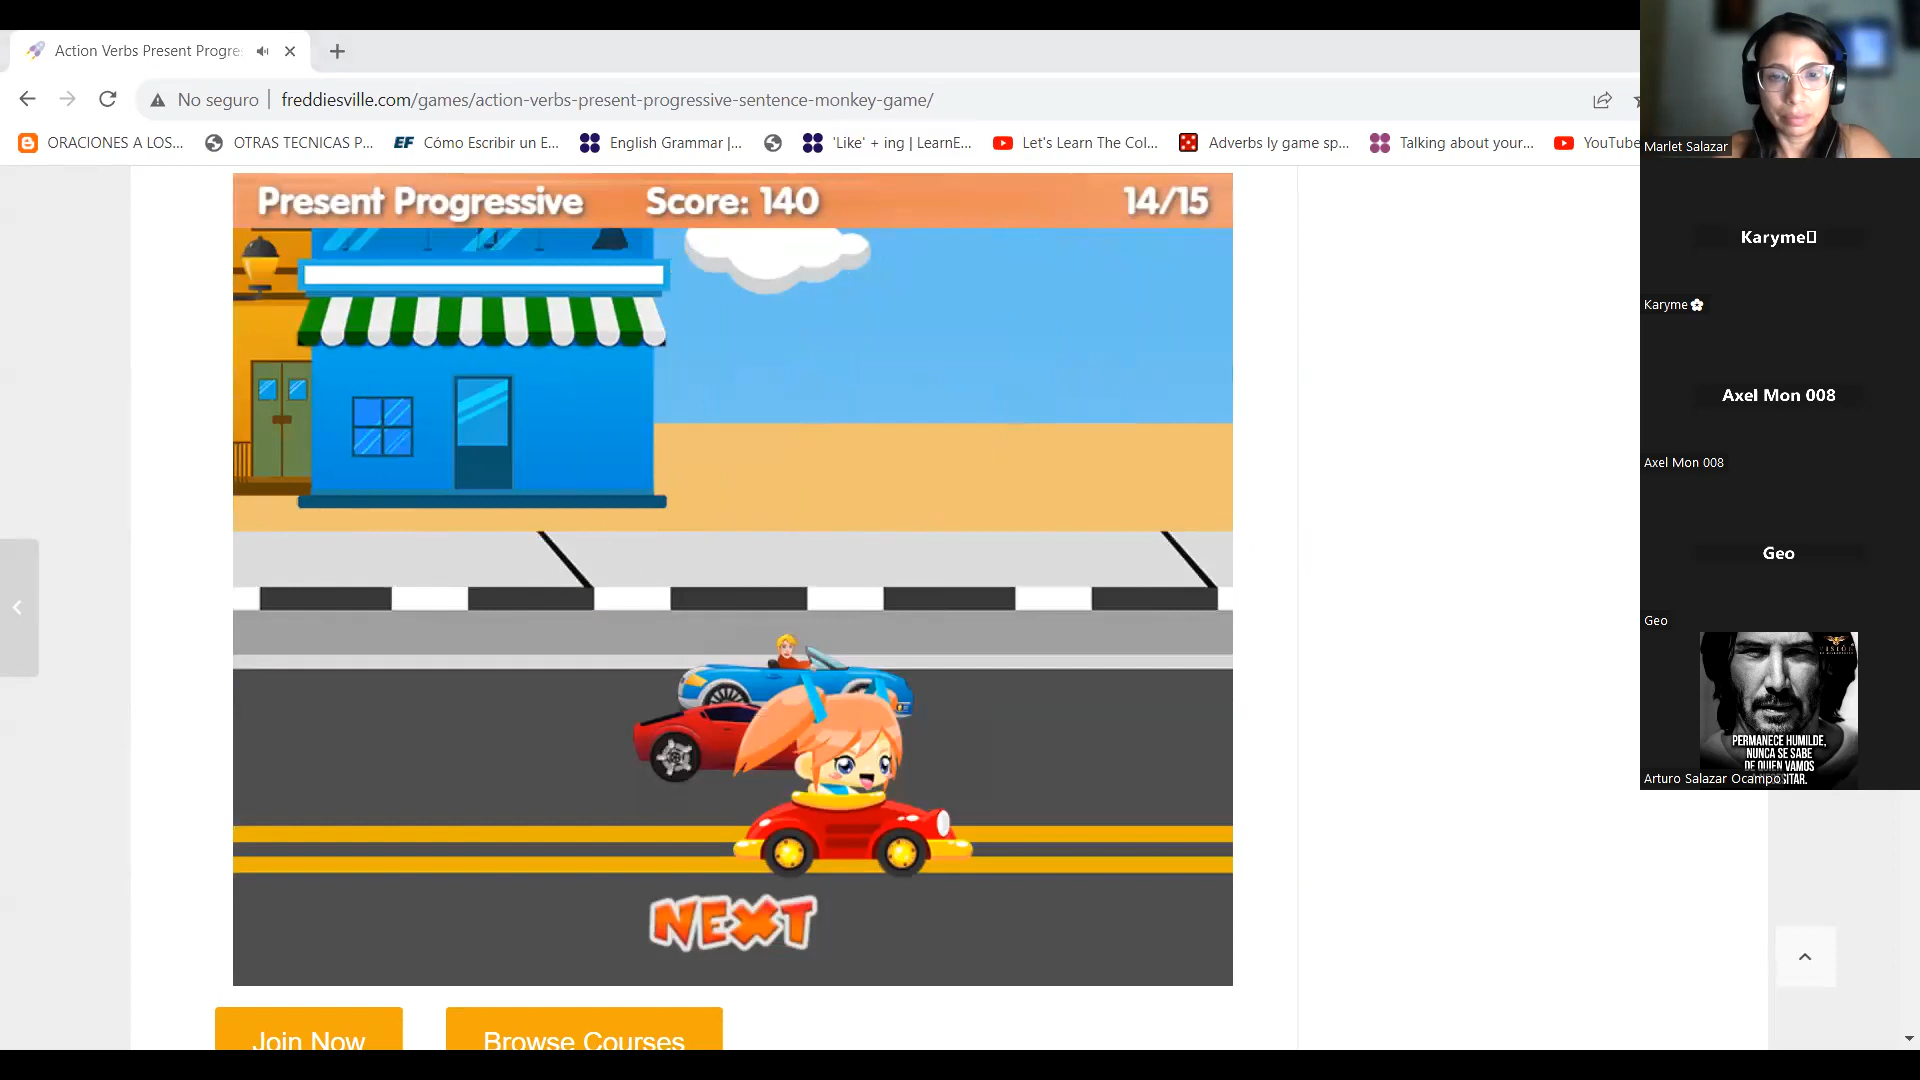 Action Verbs Present Progre
No seguro
freddiesville.com/games/action-verbs-present-progressive-sentence-monkey-game/
ORACIONES A LOS...
OTRAS TECNICAS P...
EF Cómo Escribir un E...
English Grammar |...
'Like' + ing | LearnE...
Let's Learn The Col...
Adverbs ly game sp...
Talking about your...
YouTube
Present Progressive
Score: 140
14/15
NEXT
Join Now
Browse Courses
Marlet Salazar
Karyme
Karyme
Axel Mon 008
Axel Mon 008
Geo
Geo
PERMANECE HUMILDE,
NUNCA SE SABE
DE QUIEN VAMOS
Arturo Salazar Ocampo